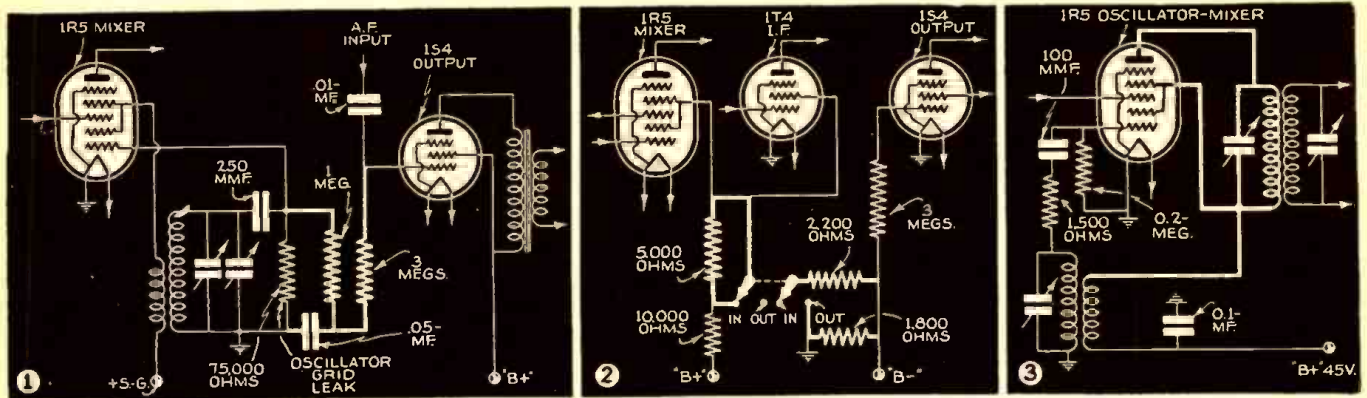 1R5 MIXER
A.F.
INPUT
1S4
OUTPUT
.01-
MF.
250
MMF.
1
MEG.
3
MEGS.
.05-
MF.
75,000
OHMS
OSCILLATOR
GRID
LEAK
+S.-G.
"B+"
1
1R5
MIXER
1T4
I.F.
1S4
OUTPUT
3
MEGS.
2,200
OHMS
5,000
OHMS
10,000
OHMS
IN OUT IN OUT
1,800
OHMS
"B+"
"B-"
2
1R5 OSCILLATOR-MIXER
100
MMF.
1,500
OHMS
0.2-
MEG.
0.1-
MF.
"B+" 45V.
3